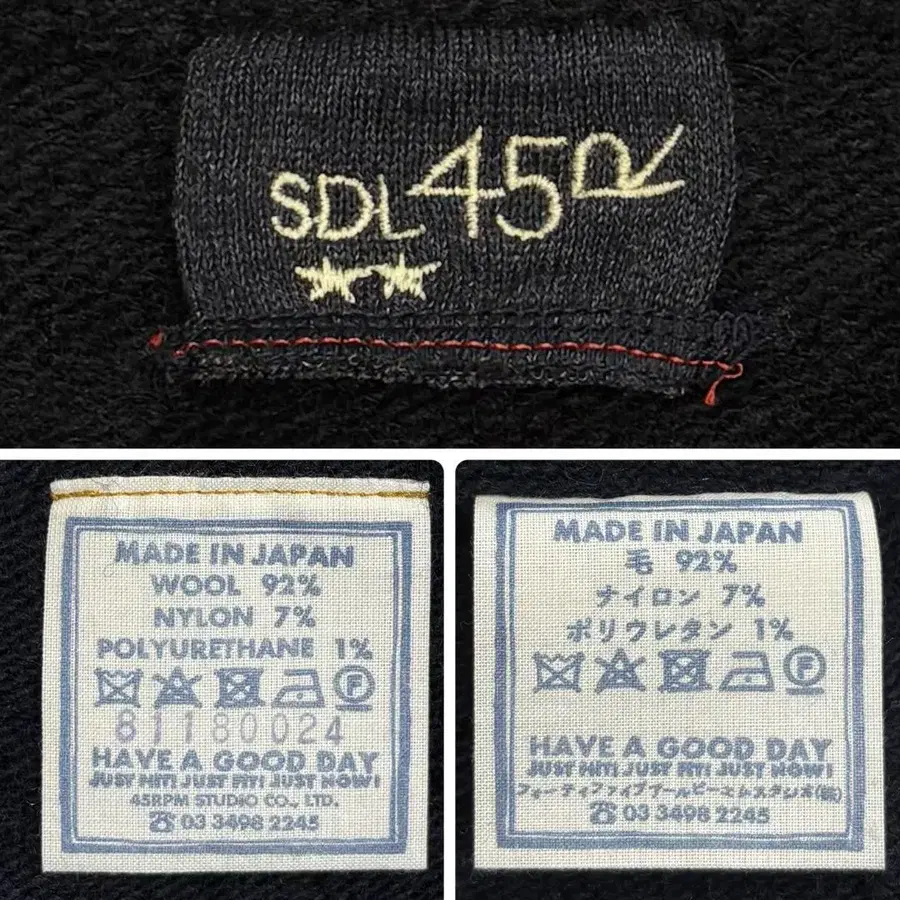 SDL 45R
MADE IN JAPAN
WOOL 92%
NYLON 7%
POLYURETHANE 1%
F
81180024
HAVE A GOOD DAY
JUST HIT! JUST FIT! JUST NOW!
45RPM STUDIO CO., LTD.
☎ 03 3498 2245
MADE IN JAPAN
毛 92%
ナイロン 7%
ポリウレタン 1%
F
HAVE A GOOD DAY
JUST HIT! JUST FIT! JUST NOW!
フォーティファイブアールピーエムスタジオ(株)
☎ 03 3498 2245